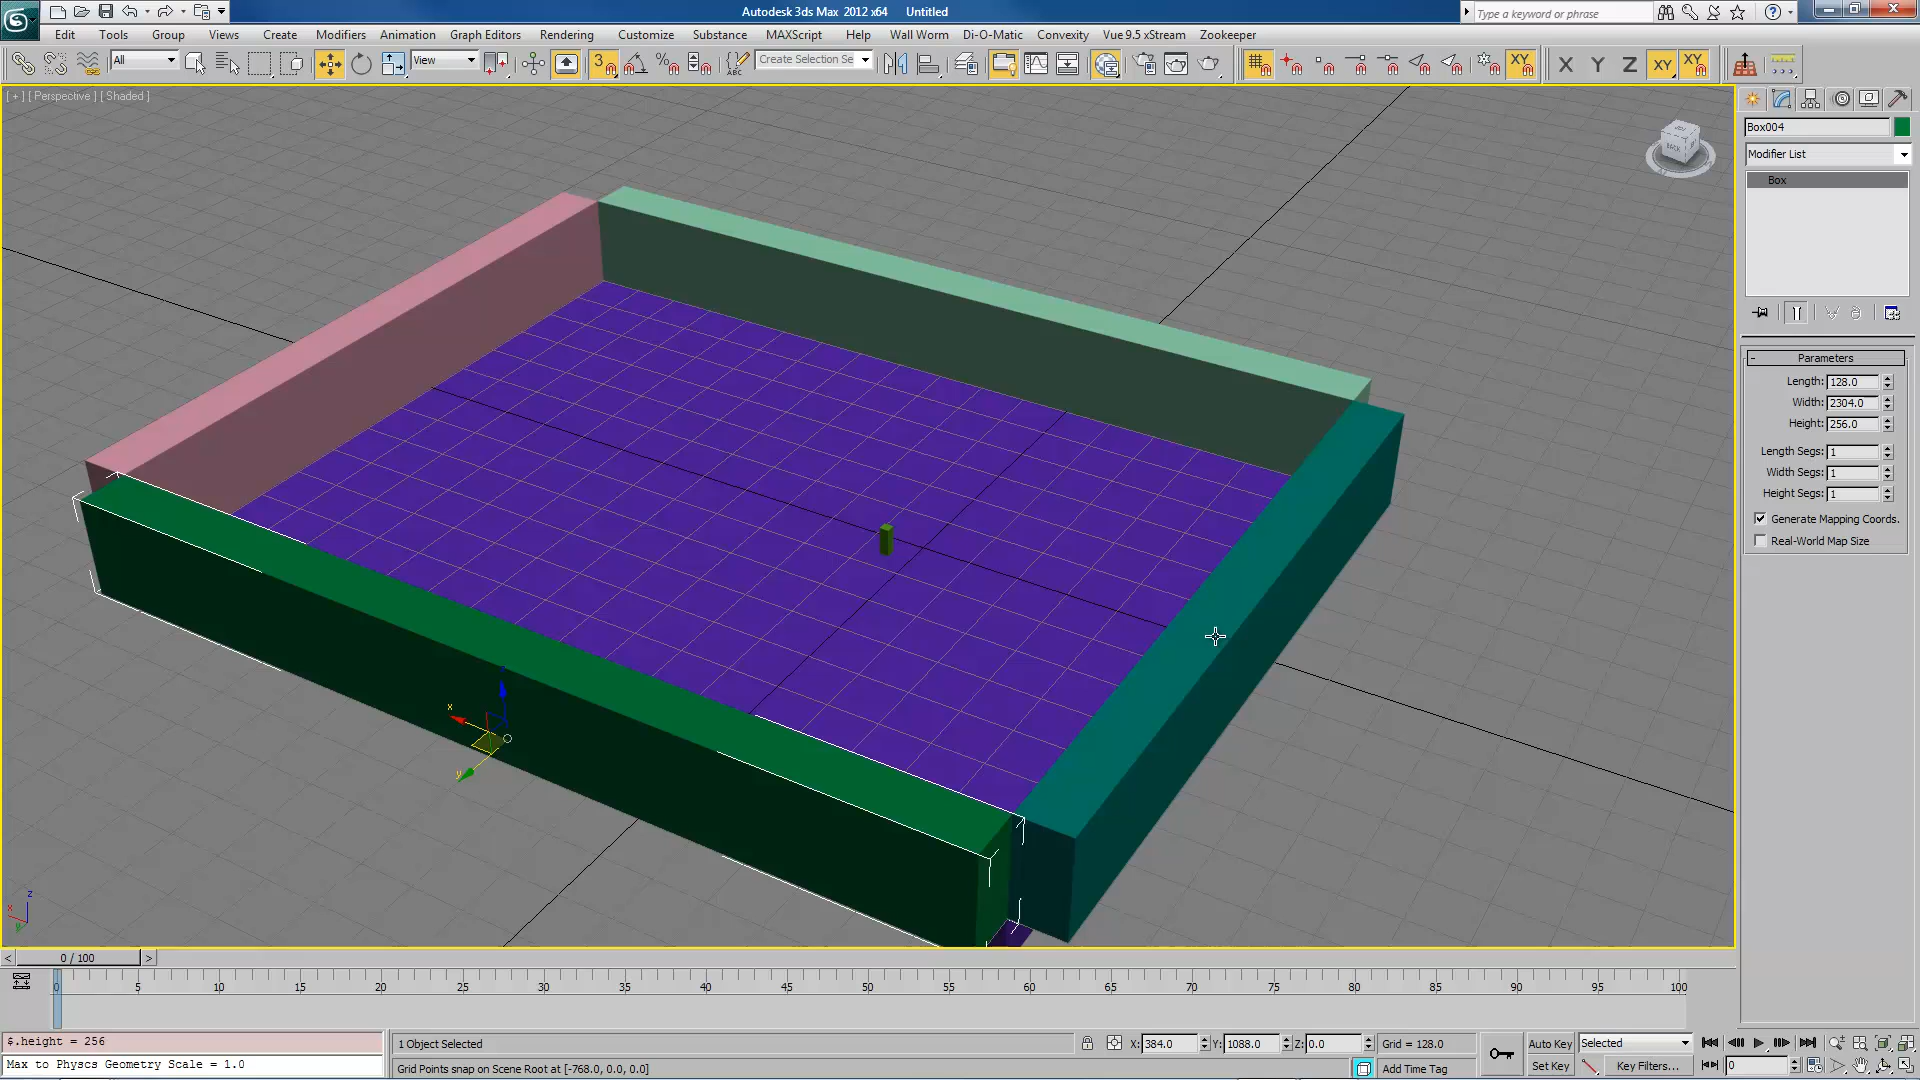 Autodesk 3ds Max 2012 x64 Untitled
Type a keyword or phrase
Edit Tools Group Views Create Modifiers Animation Graph Editors Rendering Customize Substance MAXScript Help Wall Worm Di-O-Matic Convexity Vue 9.5 xStream Zookeeper
All View 3 % ABC Create Selection Se XY X Y Z XY XY
[ + ] [ Perspective ] [ Shaded ]
BACK
Box004
Modifier List
Box
- Parameters
Length: 128.0
Width: 2304.0
Height: 256.0
Length Segs: 1
Width Segs: 1
Height Segs: 1
Generate Mapping Coords.
Real-World Map Size
x
y
z
x
y
< 0 / 100 >
0 5 10 15 20 25 30 35 40 45 50 55 60 65 70 75 80 85 90 95 100
$.height = 256
Max to Physcs Geometry Scale = 1.0
1 Object Selected X: 384.0 Y: 1088.0 Z: 0.0 Grid = 128.0 Auto Key Selected
Grid Points snap on Scene Root at [-768.0, 0.0, 0.0] Add Time Tag Set Key Key Filters... 0